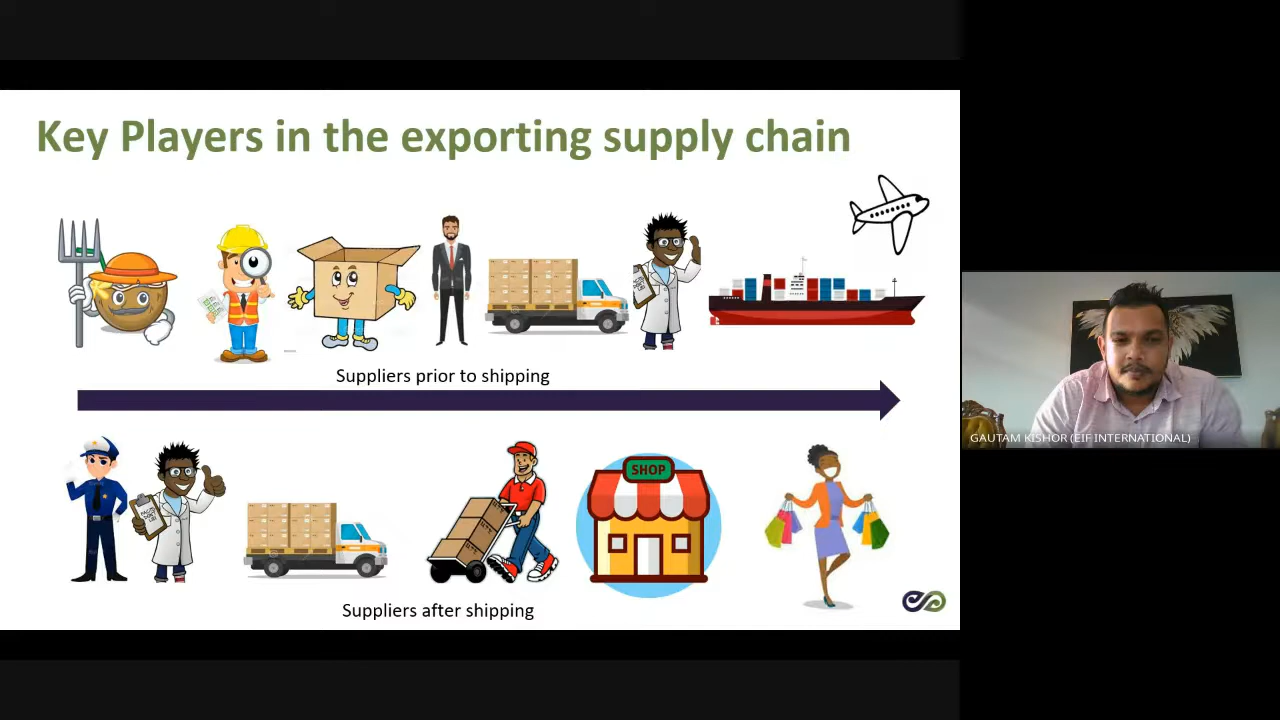 Key Players in the exporting supply chain
Suppliers prior to shipping
SHOP
Suppliers after shipping
GAUTAM KISHOR (EIF INTERNATIONAL)